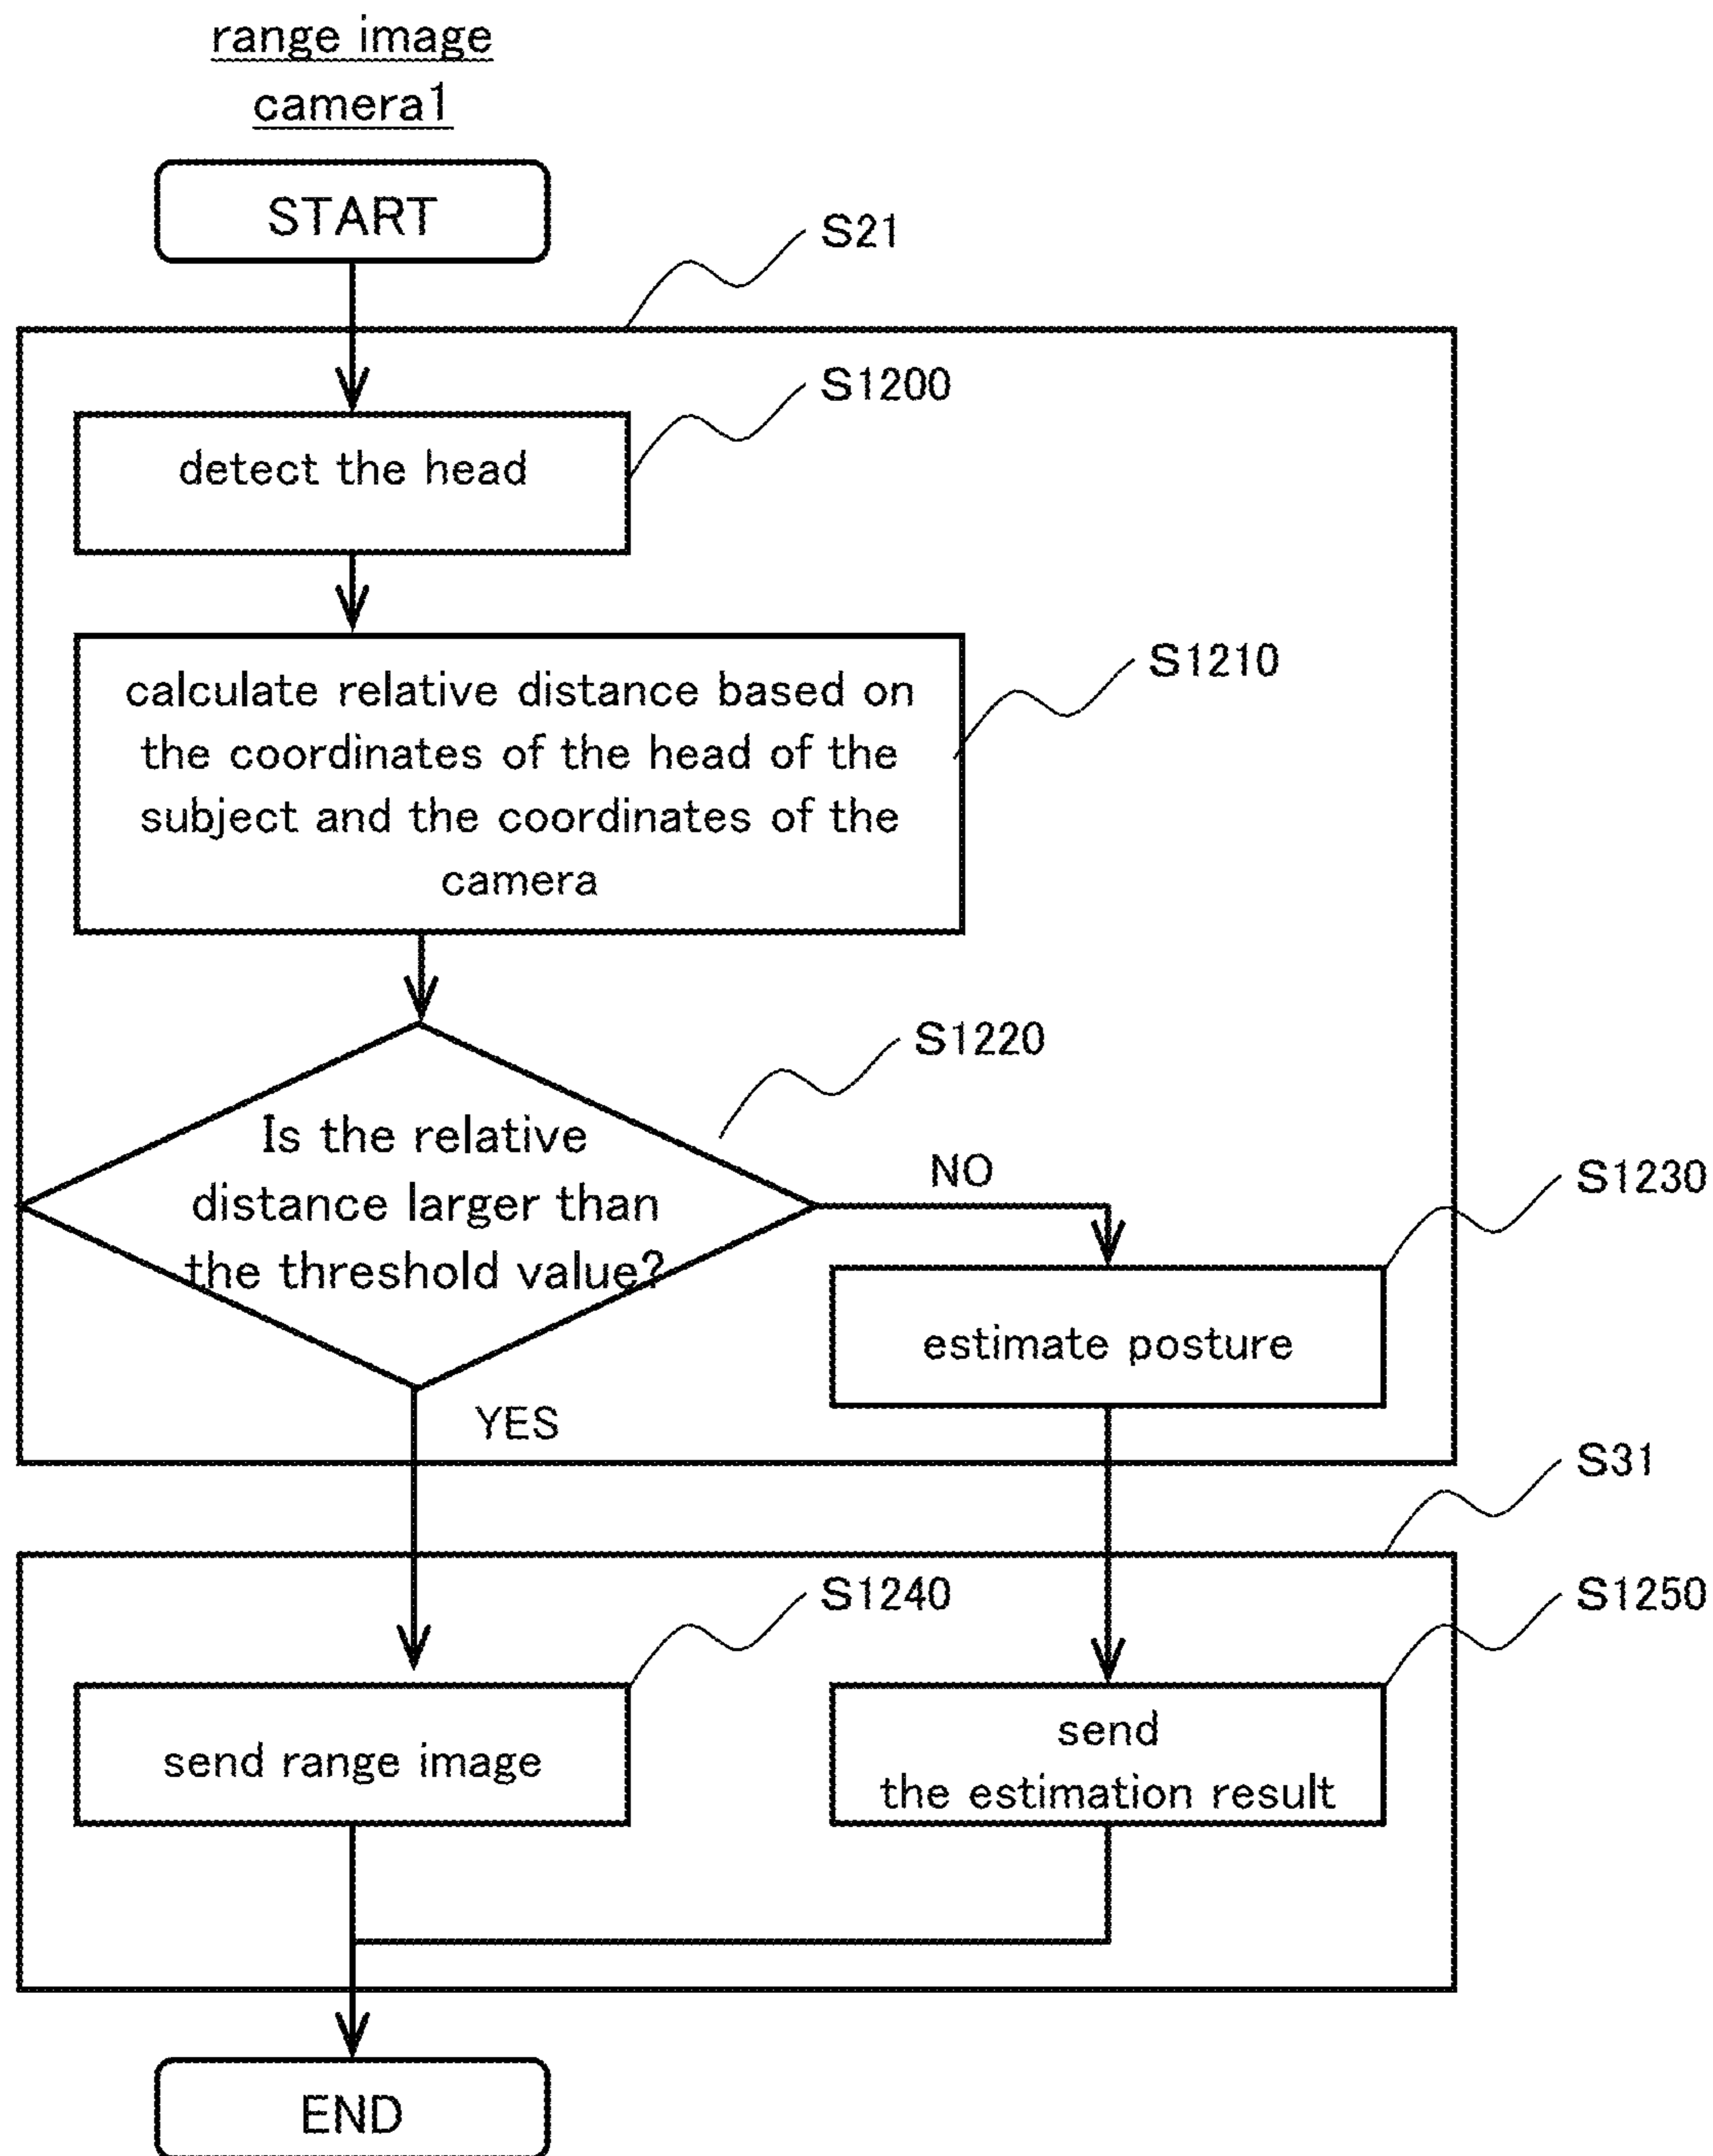 range image
camera1
START
S21
S1200
detect the head
S1210
calculate relative distance based on
the coordinates of the head of the
subject and the coordinates of the
camera
S1220
Is the relative
distance larger than
the threshold value?
NO
S1230
estimate posture
YES
S31
S1240
S1250
send range image
send
the estimation result
END